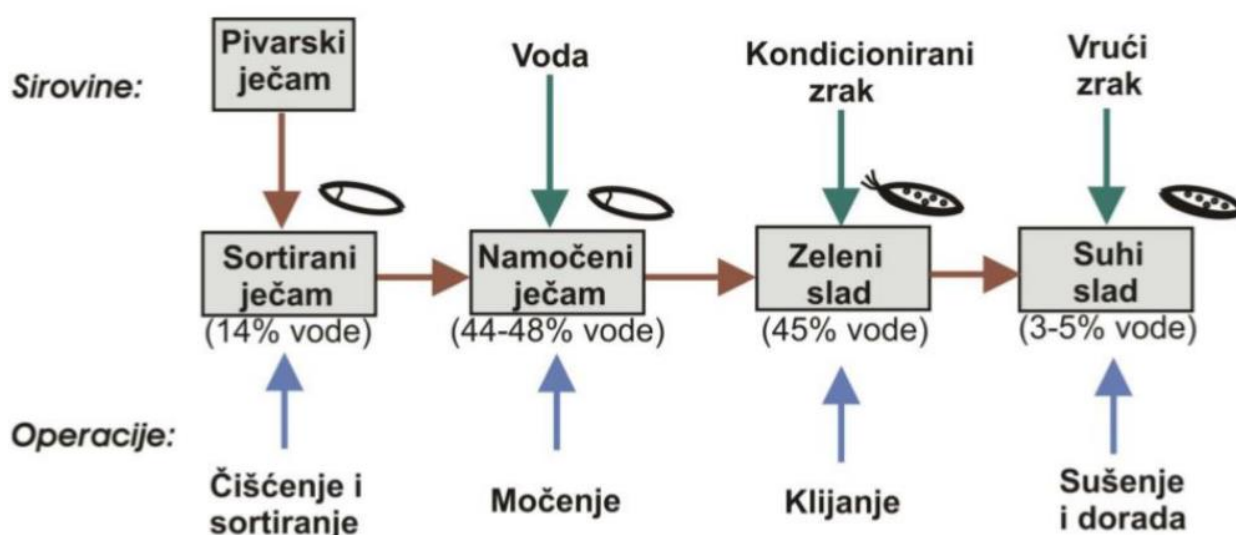 Sirovine:
Pivarski
ječam
Voda
Kondicionirani
zrak
Vrući
zrak
Sortirani
ječam
(14% vode)
Namočeni
ječam
(44-48% vode)
Zeleni
slad
(45% vode)
Suhi
slad
(3-5% vode)
Operacije:
Čišćenje i
sortiranje
Močenje
Klijanje
Sušenje
i dorada